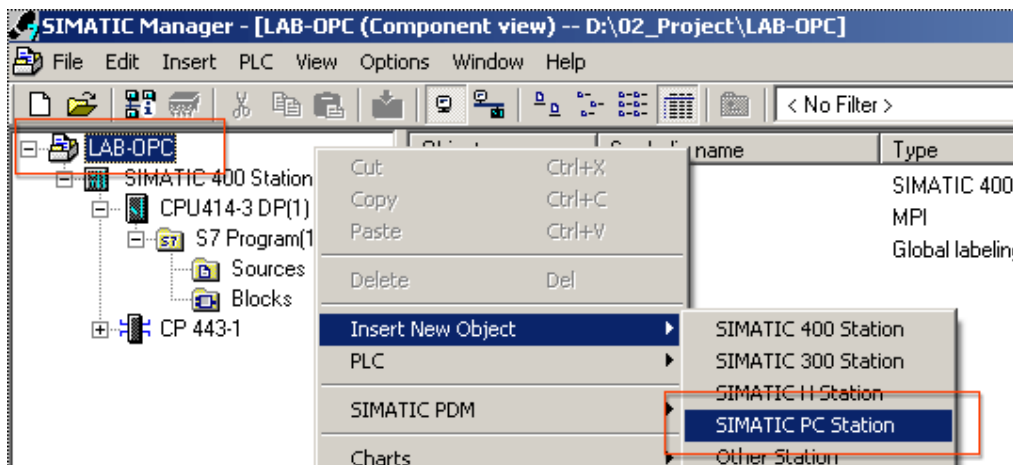 SIMATIC Manager - [LAB-OPC (Component view) -- D:\02_Project\LAB-OPC]
File Edit Insert PLC View Options Window Help
< No Filter >
LAB-OPC
name Type
SIMATIC 400 Station
CPU414-3 DP(1)
S7 Program(1
Sources
Blocks
CP 443-1
SIMATIC 400
MPI
Global labeling
Cut Ctrl+X
Copy Ctrl+C
Paste Ctrl+V
Delete Del
Insert New Object
PLC
SIMATIC PDM
Charts
SIMATIC 400 Station
SIMATIC 300 Station
SIMATIC H Station
SIMATIC PC Station
Other Station